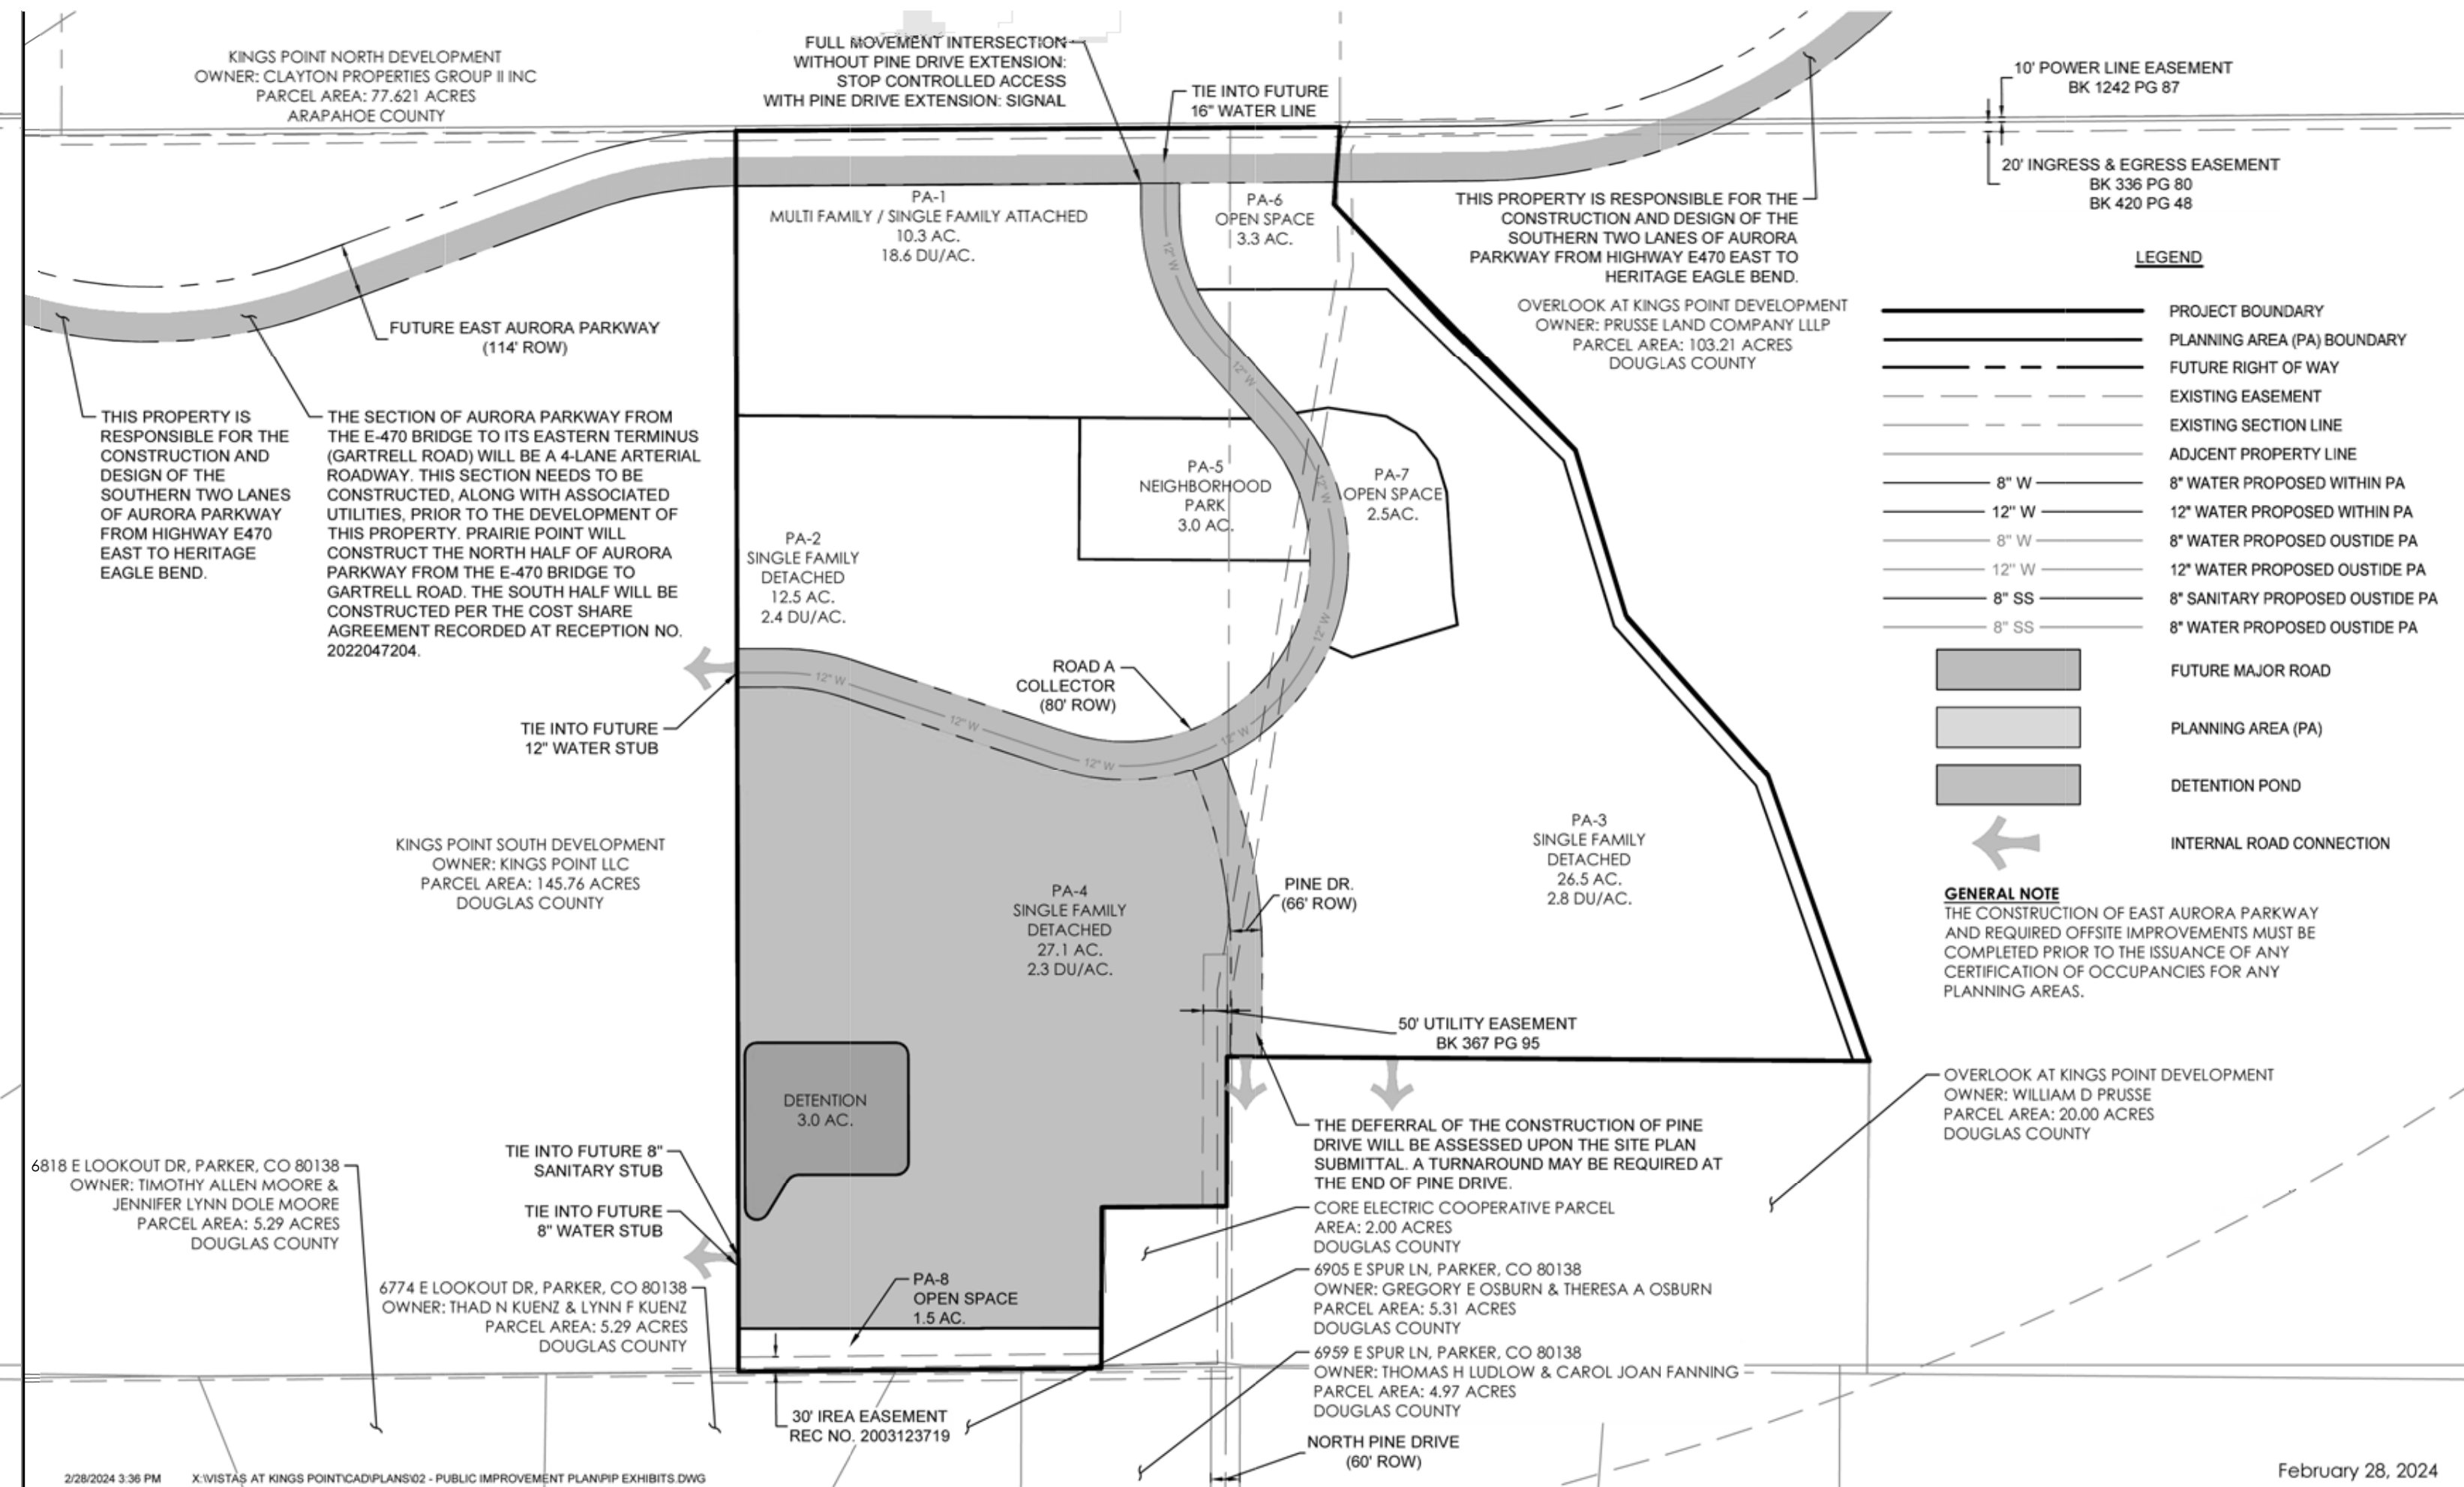 KINGS POINT NORTH DEVELOPMENT
OWNER: CLAYTON PROPERTIES GROUP II INC
PARCEL AREA: 77.621 ACRES
ARAPAHOE COUNTY
FULL MOVEMENT INTERSECTION
WITHOUT PINE DRIVE EXTENSION:
STOP CONTROLLED ACCESS
WITH PINE DRIVE EXTENSION: SIGNAL
TIE INTO FUTURE
16" WATER LINE
10' POWER LINE EASEMENT
BK 1242 PG 87
20' INGRESS & EGRESS EASEMENT
BK 336 PG 80
BK 420 PG 48
PA-1
MULTI FAMILY / SINGLE FAMILY ATTACHED
10.3 AC.
18.6 DU/AC.
PA-6
OPEN SPACE
3.3 AC.
THIS PROPERTY IS RESPONSIBLE FOR THE
CONSTRUCTION AND DESIGN OF THE
SOUTHERN TWO LANES OF AURORA
PARKWAY FROM HIGHWAY E470 EAST TO
HERITAGE EAGLE BEND.
OVERLOOK AT KINGS POINT DEVELOPMENT
OWNER: PRUSSE LAND COMPANY LLLP
PARCEL AREA: 103.21 ACRES
DOUGLAS COUNTY
FUTURE EAST AURORA PARKWAY
(114' ROW)
THIS PROPERTY IS
RESPONSIBLE FOR THE
CONSTRUCTION AND
DESIGN OF THE
SOUTHERN TWO LANES
OF AURORA PARKWAY
FROM HIGHWAY E470
EAST TO HERITAGE
EAGLE BEND.
THE SECTION OF AURORA PARKWAY FROM
THE E-470 BRIDGE TO ITS EASTERN TERMINUS
(GARTRELL ROAD) WILL BE A 4-LANE ARTERIAL
ROADWAY. THIS SECTION NEEDS TO BE
CONSTRUCTED, ALONG WITH ASSOCIATED
UTILITIES, PRIOR TO THE DEVELOPMENT OF
THIS PROPERTY. PRAIRIE POINT WILL
CONSTRUCT THE NORTH HALF OF AURORA
PARKWAY FROM THE E-470 BRIDGE TO
GARTRELL ROAD. THE SOUTH HALF WILL BE
CONSTRUCTED PER THE COST SHARE
AGREEMENT RECORDED AT RECEPTION NO.
2022047204.
12" W
12" W
12" W
12" W
12" W
12" W
12" W
12" W
PA-5
NEIGHBORHOOD
PARK
3.0 AC.
PA-7
OPEN SPACE
2.5AC.
PA-2
SINGLE FAMILY
DETACHED
12.5 AC.
2.4 DU/AC.
ROAD A
COLLECTOR
(80' ROW)
TIE INTO FUTURE
12" WATER STUB
KINGS POINT SOUTH DEVELOPMENT
OWNER: KINGS POINT LLC
PARCEL AREA: 145.76 ACRES
DOUGLAS COUNTY
PA-4
SINGLE FAMILY
DETACHED
27.1 AC.
2.3 DU/AC.
PINE DR.
(66' ROW)
PA-3
SINGLE FAMILY
DETACHED
26.5 AC.
2.8 DU/AC.
50' UTILITY EASEMENT
BK 367 PG 95
DETENTION
3.0 AC.
LEGEND
PROJECT BOUNDARY
PLANNING AREA (PA) BOUNDARY
FUTURE RIGHT OF WAY
EXISTING EASEMENT
EXISTING SECTION LINE
ADJCENT PROPERTY LINE
8" W 8" WATER PROPOSED WITHIN PA
12" W 12" WATER PROPOSED WITHIN PA
8" W 8" WATER PROPOSED OUSTIDE PA
12" W 12" WATER PROPOSED OUSTIDE PA
8" SS 8" SANITARY PROPOSED OUSTIDE PA
8" SS 8" WATER PROPOSED OUSTIDE PA
FUTURE MAJOR ROAD
PLANNING AREA (PA)
DETENTION POND
INTERNAL ROAD CONNECTION
GENERAL NOTE
THE CONSTRUCTION OF EAST AURORA PARKWAY
AND REQUIRED OFFSITE IMPROVEMENTS MUST BE
COMPLETED PRIOR TO THE ISSUANCE OF ANY
CERTIFICATION OF OCCUPANCIES FOR ANY
PLANNING AREAS.
OVERLOOK AT KINGS POINT DEVELOPMENT
OWNER: WILLIAM D PRUSSE
PARCEL AREA: 20.00 ACRES
DOUGLAS COUNTY
THE DEFERRAL OF THE CONSTRUCTION OF PINE
DRIVE WILL BE ASSESSED UPON THE SITE PLAN
SUBMITTAL. A TURNAROUND MAY BE REQUIRED AT
THE END OF PINE DRIVE.
CORE ELECTRIC COOPERATIVE PARCEL
AREA: 2.00 ACRES
DOUGLAS COUNTY
6905 E SPUR LN, PARKER, CO 80138
OWNER: GREGORY E OSBURN & THERESA A OSBURN
PARCEL AREA: 5.31 ACRES
DOUGLAS COUNTY
6959 E SPUR LN, PARKER, CO 80138
OWNER: THOMAS H LUDLOW & CAROL JOAN FANNING
PARCEL AREA: 4.97 ACRES
DOUGLAS COUNTY
NORTH PINE DRIVE
(60' ROW)
TIE INTO FUTURE 8"
SANITARY STUB
TIE INTO FUTURE
8" WATER STUB
6818 E LOOKOUT DR, PARKER, CO 80138
OWNER: TIMOTHY ALLEN MOORE &
JENNIFER LYNN DOLE MOORE
PARCEL AREA: 5.29 ACRES
DOUGLAS COUNTY
6774 E LOOKOUT DR, PARKER, CO 80138
OWNER: THAD N KUENZ & LYNN F KUENZ
PARCEL AREA: 5.29 ACRES
DOUGLAS COUNTY
PA-8
OPEN SPACE
1.5 AC.
30' IREA EASEMENT
REC NO. 2003123719
2/28/2024 3:36 PM X:\VISTAS AT KINGS POINT\CAD\PLANS\02 - PUBLIC IMPROVEMENT PLAN\PIP EXHIBITS.DWG
February 28, 2024